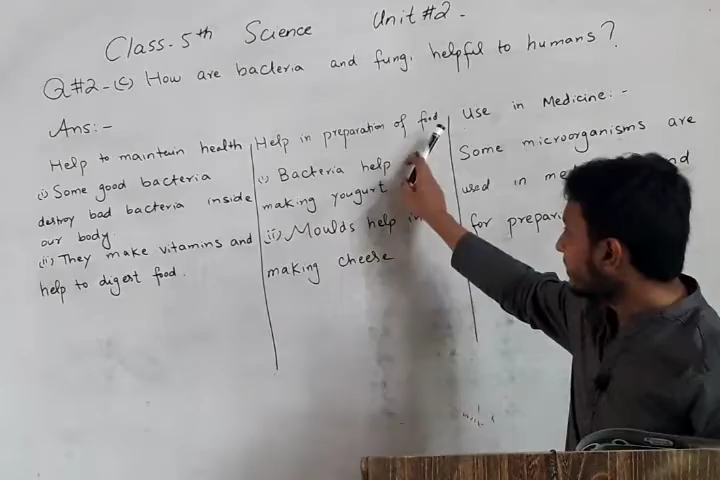 Class-5th Science Unit#2-
Q#2-(c) How are bacteria and fungi helpful to humans?
Ans:-
Help to maintain health
(i) Some good bacteria
destroy bad bacteria inside
our body.
(ii) They make vitamins and
help to digest food.
Help in preparation of food
(i) Bacteria help
making yougurt
(ii) Moulds help in
making cheese
Use in Medicine:-
Some microorganisms are
used in
for